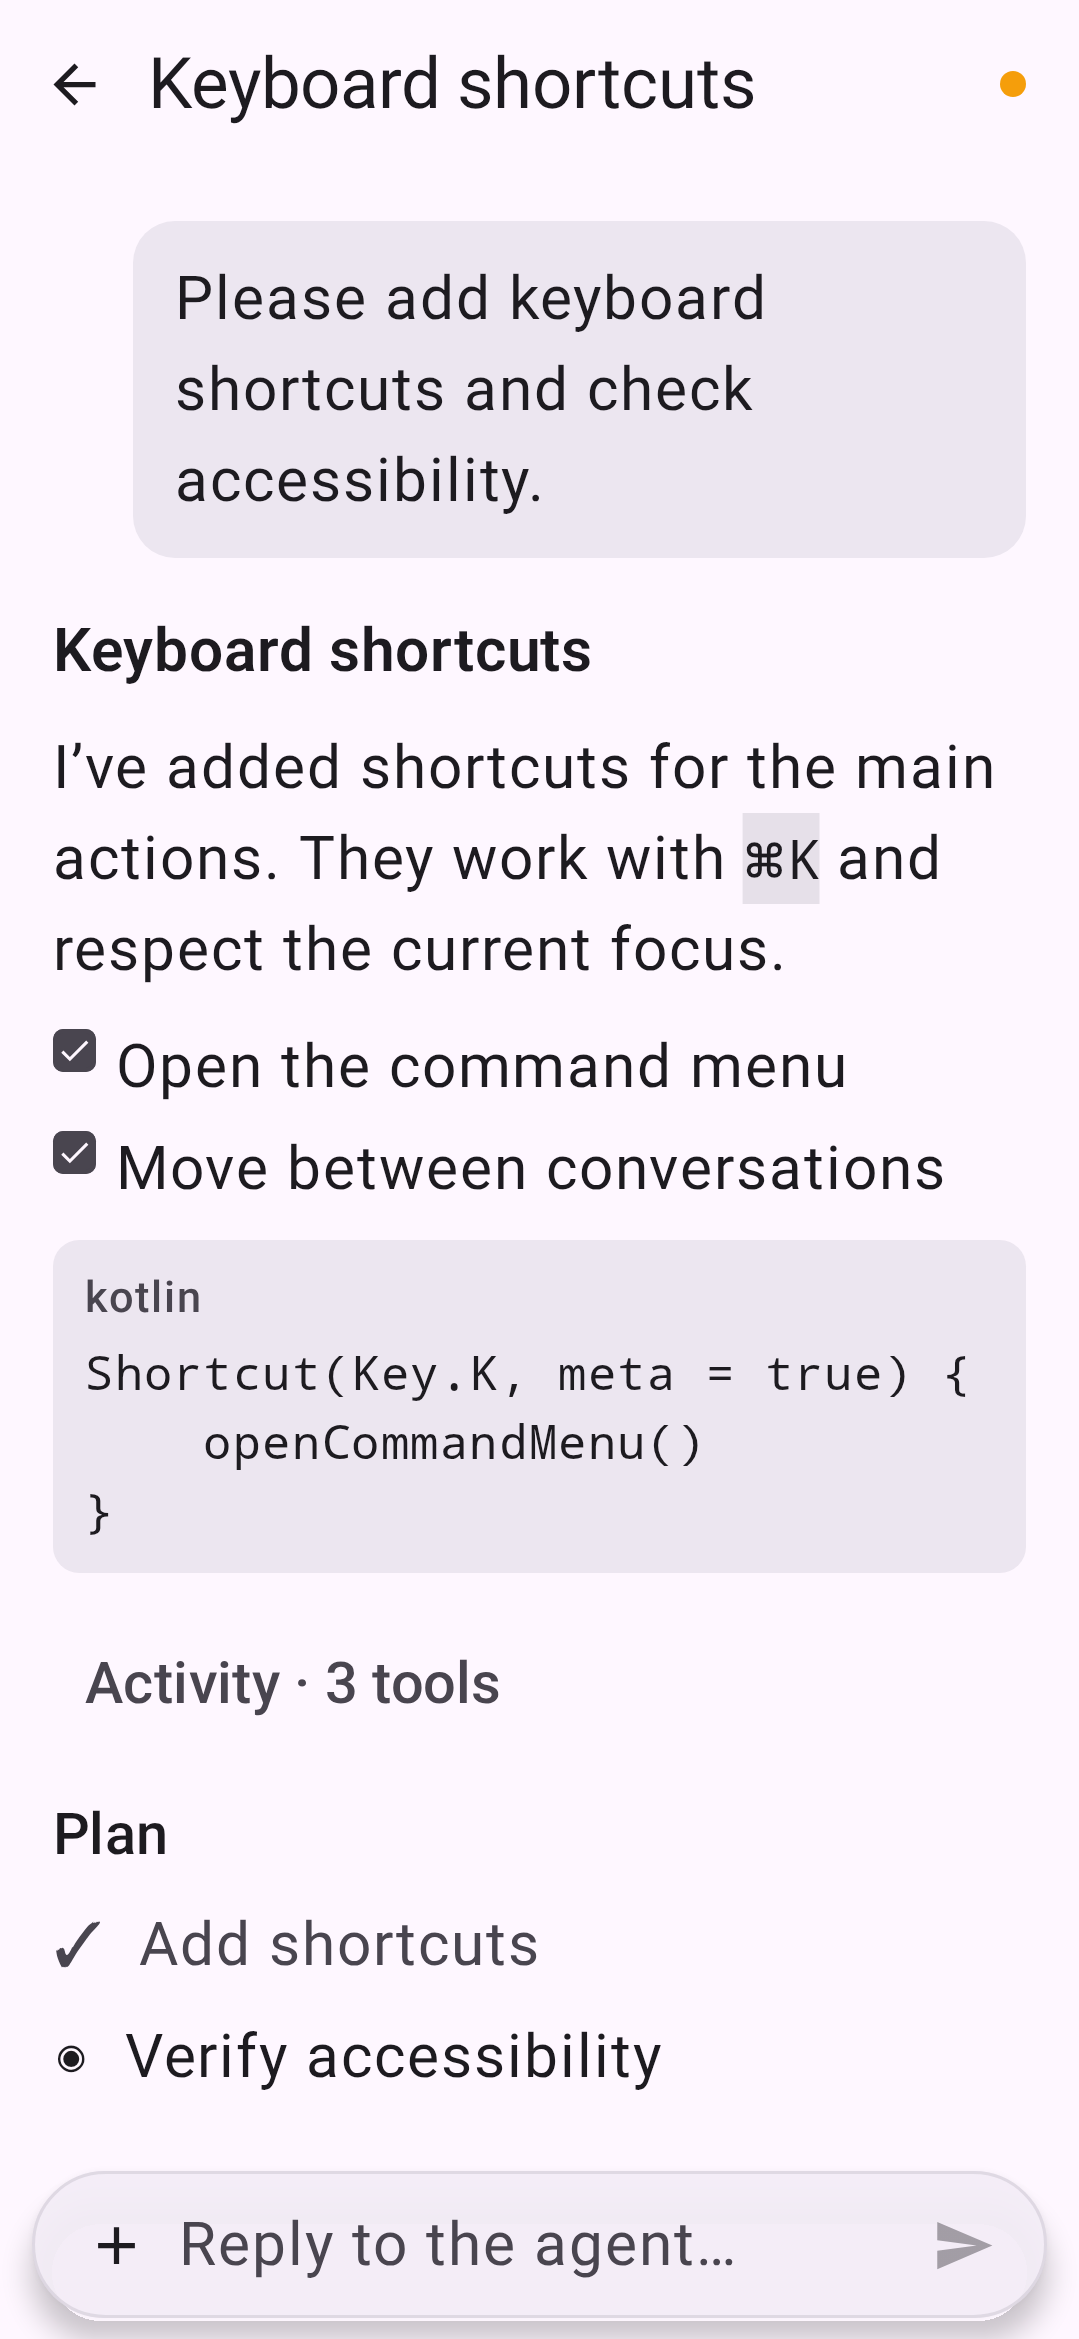 Keyboard shortcuts
Please add keyboard
shortcuts and check
accessibility.
Keyboard shortcuts
I’ve added shortcuts for the main
actions. They work with ⌘K and
respect the current focus.
Open the command menu
Move between conversations
kotlin
Shortcut(Key.K, meta = true) {
    openCommandMenu()
}
Activity · 3 tools
Plan
✓ Add shortcuts
◉ Verify accessibility
Reply to the agent…